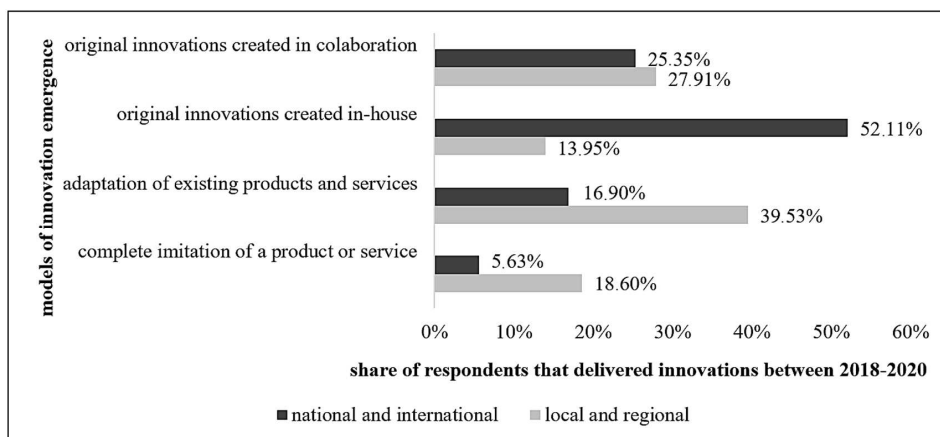 models of innovation emergence
original innovations created in colaboration
25.35%
27.91%
original innovations created in-house
52.11%
13.95%
adaptation of existing products and services
16.90%
39.53%
complete imitation of a product or service
5.63%
18.60%
0% 10% 20% 30% 40% 50% 60%
share of respondents that delivered innovations between 2018-2020
national and international local and regional